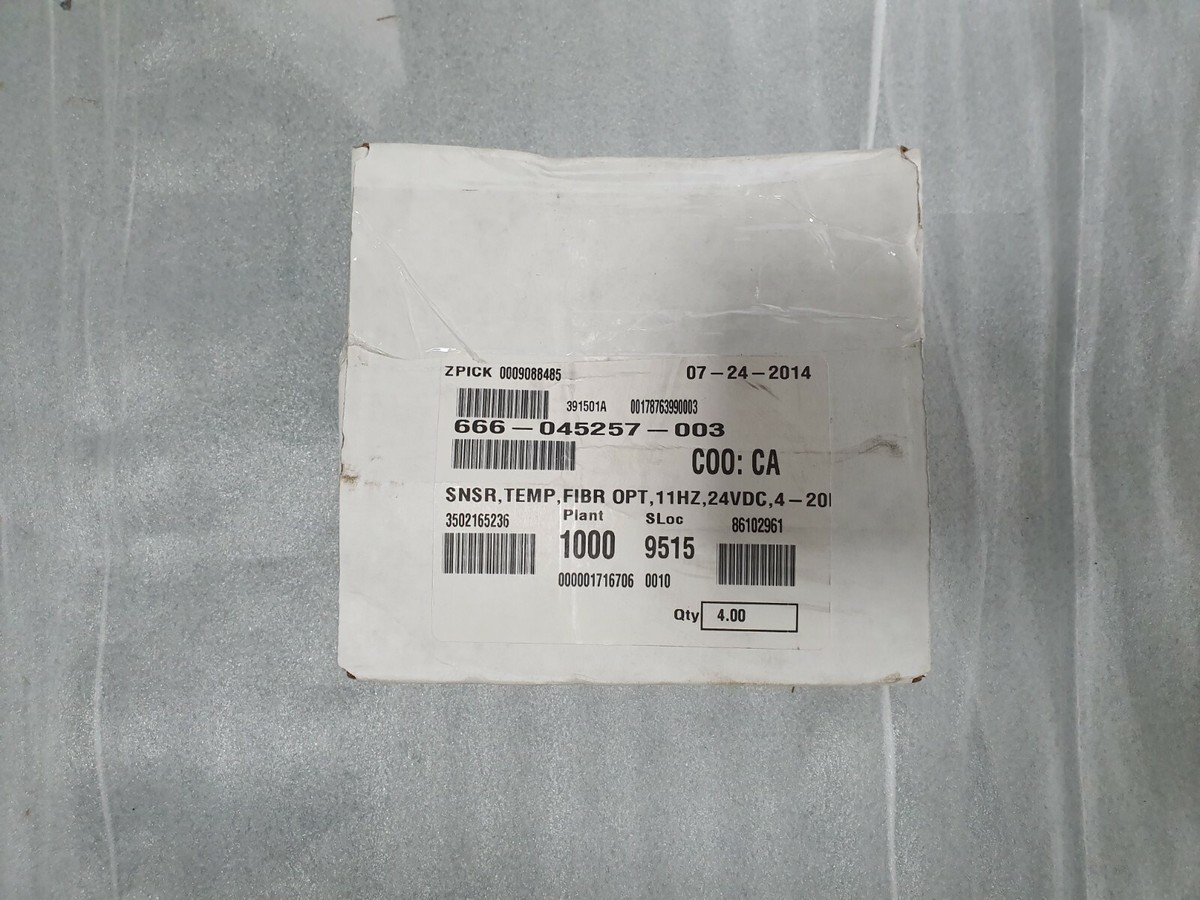 ZPICK 0009088485 07-24-2014
391501A 00178763990003
666-045257-003
COO: CA
SNSR,TEMP,FIBR OPT,11HZ,24VDC,4-20
3502165236 Plant SLoc 86102961
1000 9515
000001716706 0010
Qty 4.00